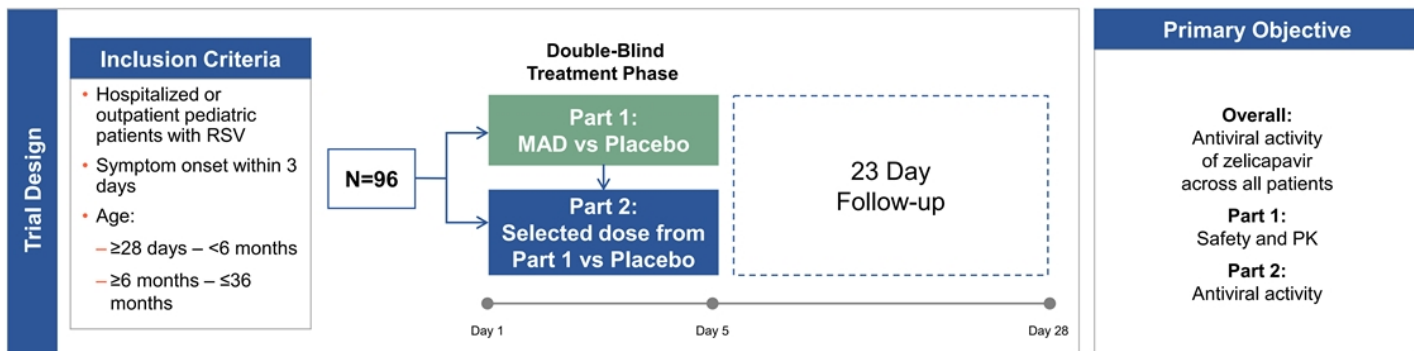 Trial Design
Inclusion Criteria
• Hospitalized or
outpatient pediatric
patients with RSV
• Symptom onset within 3
days
• Age:
– ≥28 days – <6 months
– ≥6 months – ≤36
months
N=96
Double-Blind
Treatment Phase
Part 1:
MAD vs Placebo
Part 2:
Selected dose from
Part 1 vs Placebo
23 Day
Follow-up
Day 1
Day 5
Day 28
Primary Objective
Overall:
Antiviral activity
of zelicapavir
across all patients
Part 1:
Safety and PK
Part 2:
Antiviral activity